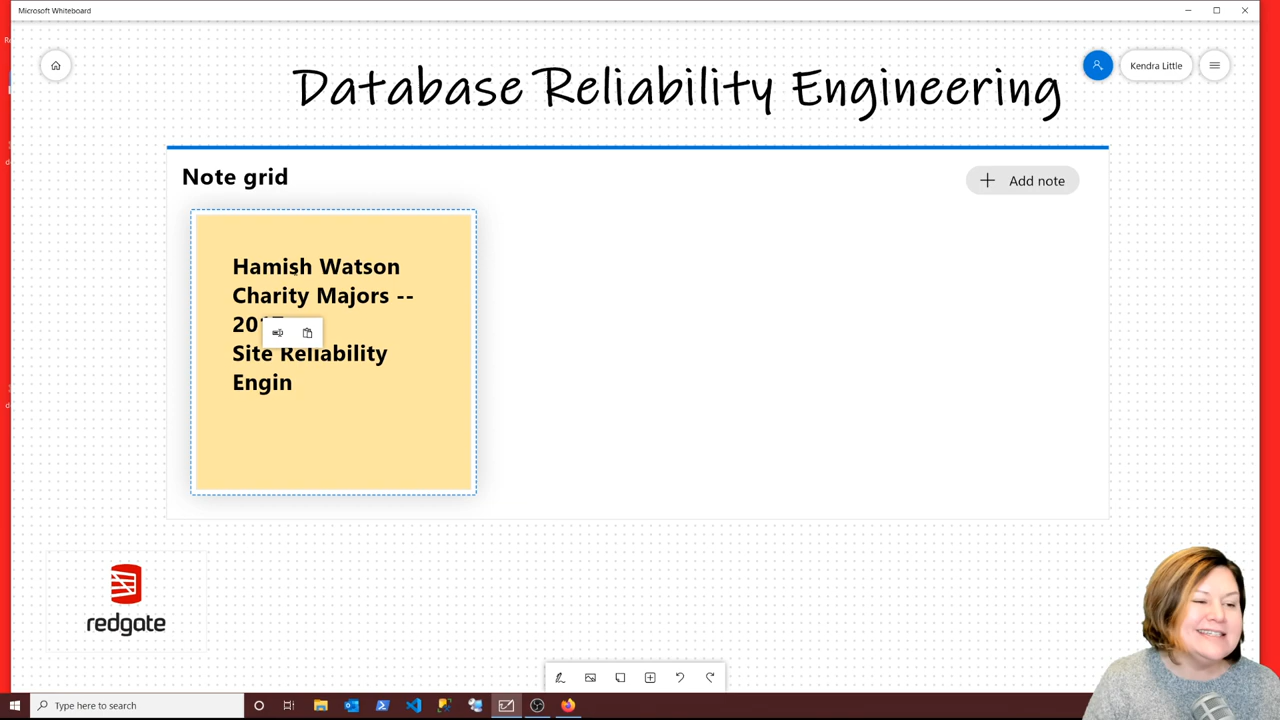 Microsoft Whiteboard
Database Reliability Engineering
Kendra Little
Note grid
Add note
Hamish Watson
Charity Majors --
Site Reliability
Engin
redgate
Type here to search